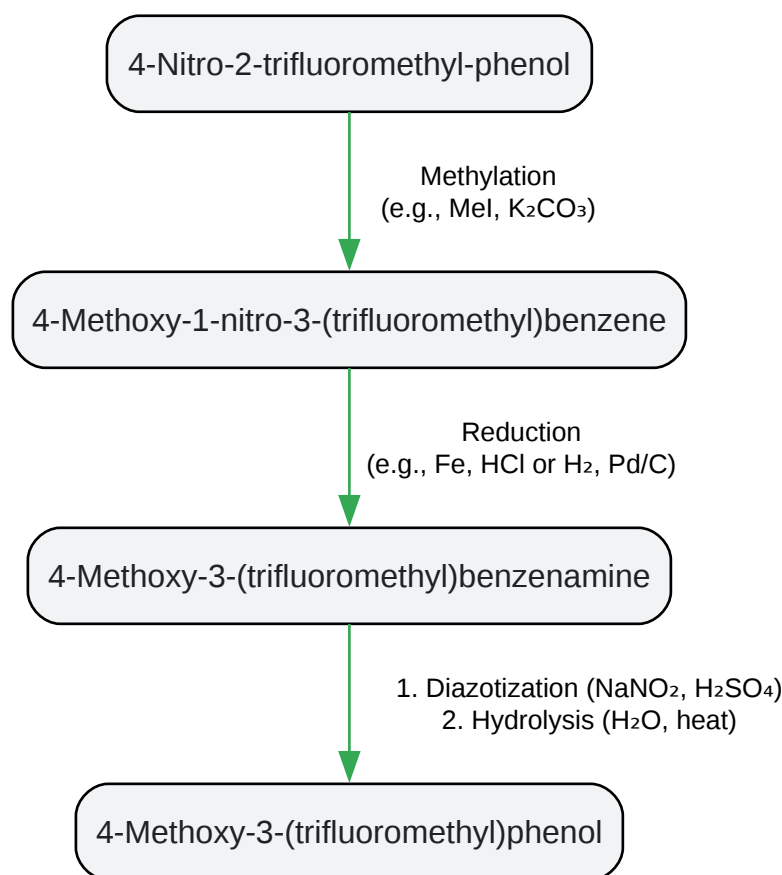 4-Nitro-2-trifluoromethyl-phenol
Methylation
(e.g., MeI, K₂CO₃)
4-Methoxy-1-nitro-3-(trifluoromethyl)benzene
Reduction
(e.g., Fe, HCl or H₂, Pd/C)
4-Methoxy-3-(trifluoromethyl)benzenamine
1. Diazotization (NaNO₂, H₂SO₄)
2. Hydrolysis (H₂O, heat)
4-Methoxy-3-(trifluoromethyl)phenol